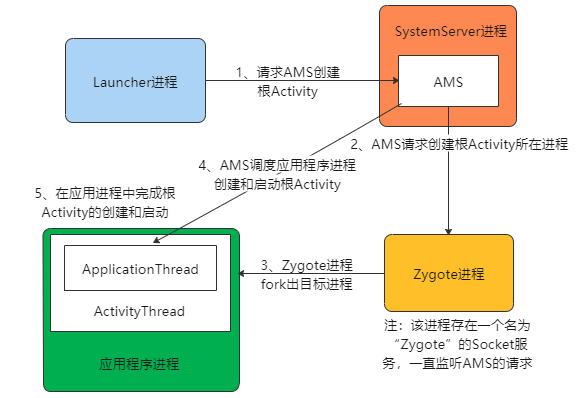 SystemServer进程
Launcher进程
1、请求AMS创建
根Activity
AMS
2、AMS请求创建根Activity所在进程
4、AMS调度应用程序进程
创建和启动根Activity
5、在应用进程中完成根
Activity的创建和启动
ApplicationThread
ActivityThread
应用程序进程
3、Zygote进程
fork出目标进程
Zygote进程
注：该进程存在一个名为
“Zygote”的Socket服
务，一直监听AMS的请求